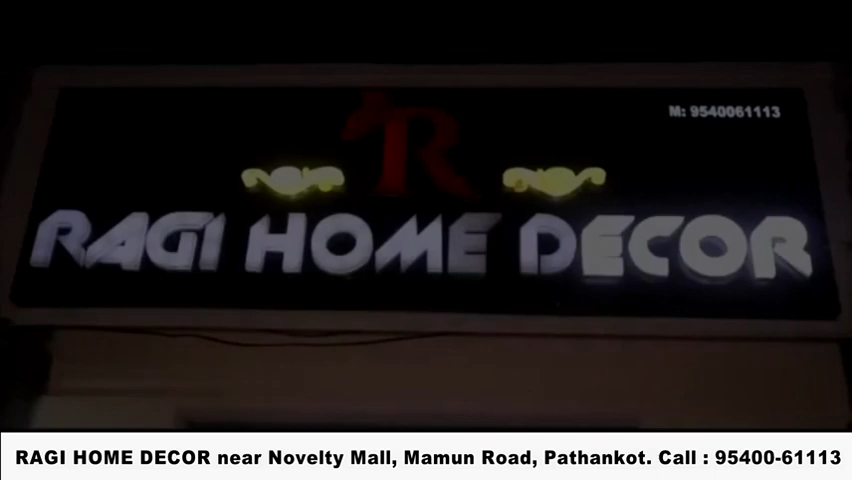 M: 9540061113
R
RAGI HOME DECOR
RAGI HOME DECOR near Novelty Mall, Mamun Road, Pathankot. Call : 95400-61113